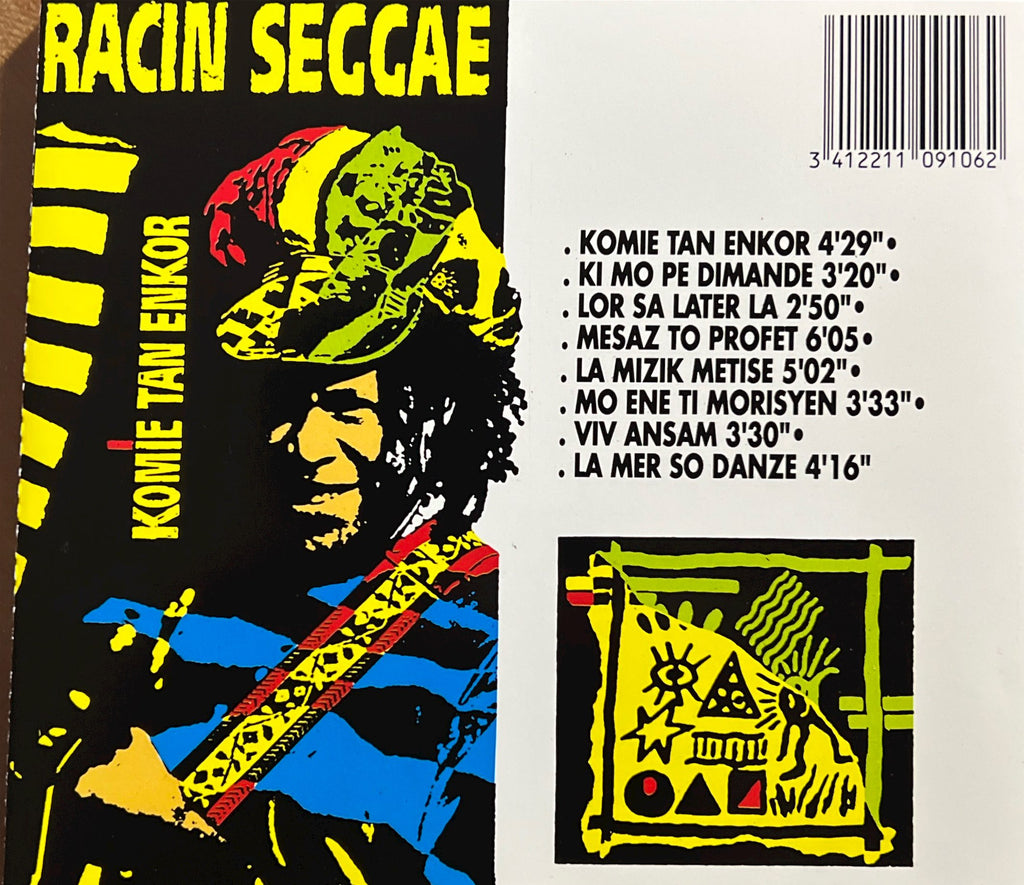 RACIN SEGGAE
KOMIE TAN ENKOR
3 412211 091062
. KOMIE TAN ENKOR 4'29"•
. KI MO PE DIMANDE 3'20"•
. LOR SA LATER LA 2'50"•
. MESAZ TO PROFET 6'05•
. LA MIZIK METISE 5'02"•
. MO ENE TI MORISYEN 3'33"•
. VIV ANSAM 3'30"•
. LA MER SO DANZE 4'16"